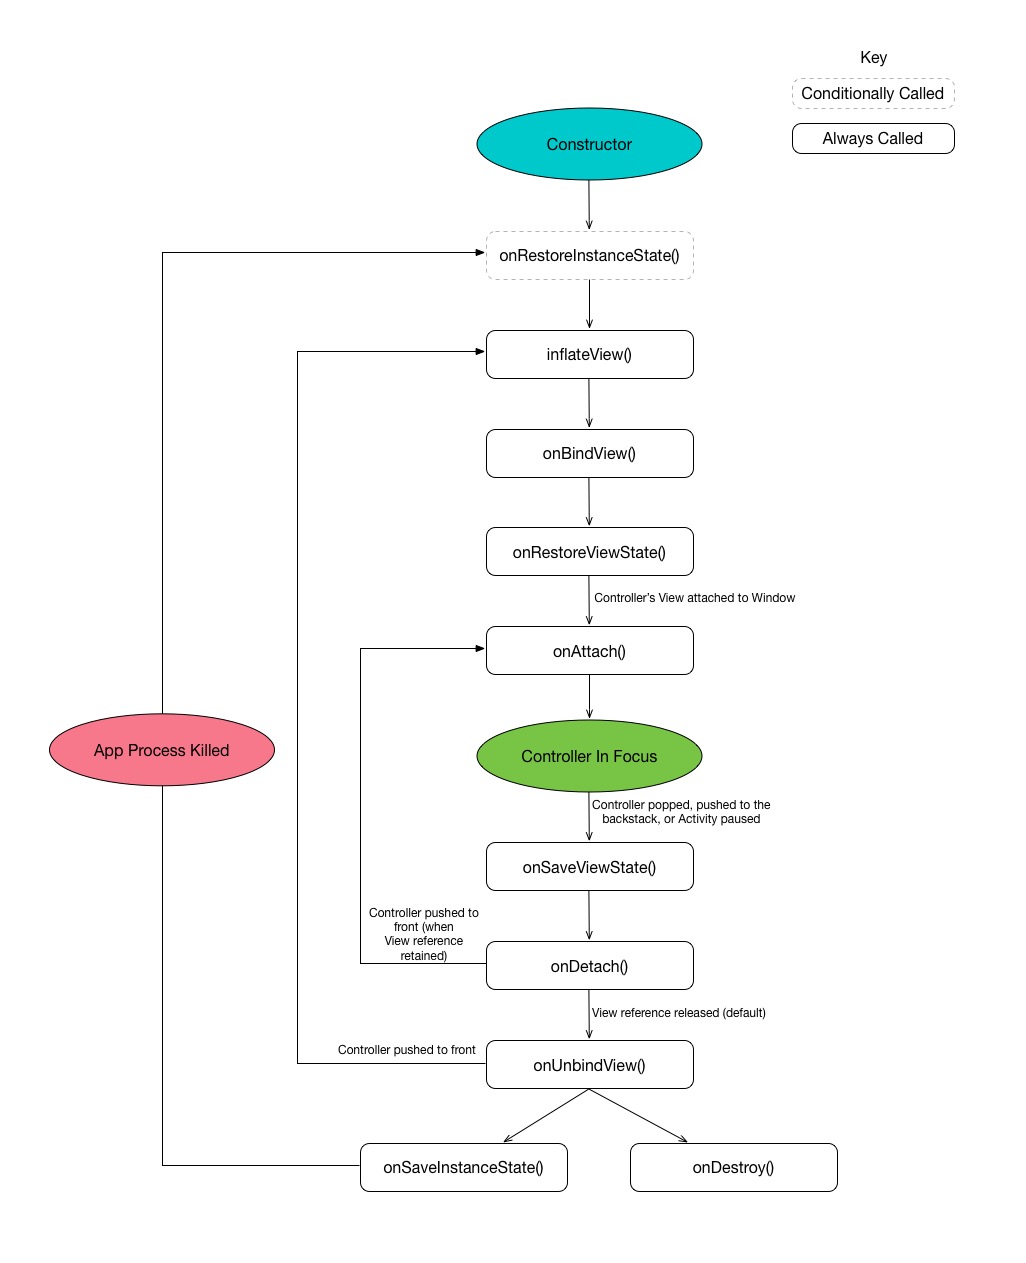 Key
Conditionally Called
Always Called
Constructor
onRestoreInstanceState()
inflateView()
onBindView()
onRestoreViewState()
Controller's View attached to Window
onAttach()
App Process Killed
Controller In Focus
Controller popped, pushed to the
backstack, or Activity paused
onSaveViewState()
Controller pushed to
front (when
View reference
retained)
onDetach()
View reference released (default)
Controller pushed to front
onUnbindView()
onSaveInstanceState()
onDestroy()